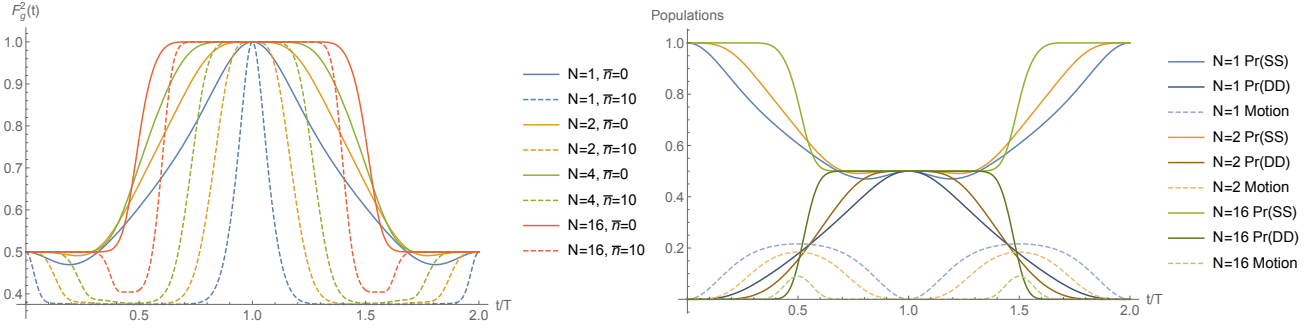 F_g^2(t)
1.0
0.9
0.8
0.7
0.6
0.5
0.4
0.5
1.0
1.5
2.0
t/T
N=1, n̅=0
N=1, n̅=10
N=2, n̅=0
N=2, n̅=10
N=4, n̅=0
N=4, n̅=10
N=16, n̅=0
N=16, n̅=10
Populations
1.0
0.8
0.6
0.4
0.2
0.5
1.0
1.5
2.0
t/T
N=1 Pr(SS)
N=1 Pr(DD)
N=1 Motion
N=2 Pr(SS)
N=2 Pr(DD)
N=2 Motion
N=16 Pr(SS)
N=16 Pr(DD)
N=16 Motion